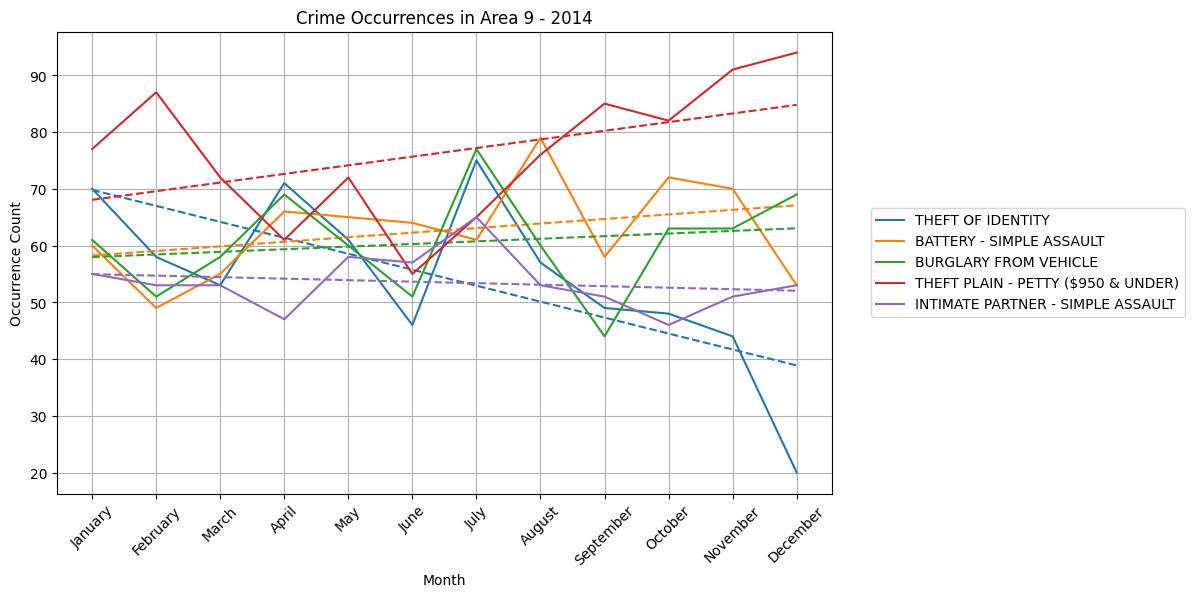 Crime Occurrences in Area 9 - 2014
Occurrence Count
90
80
70
60
50
40
30
20
January
February
March
April
May
June
July
August
September
October
November
December
Month
THEFT OF IDENTITY
BATTERY - SIMPLE ASSAULT
BURGLARY FROM VEHICLE
THEFT PLAIN - PETTY ($950 & UNDER)
INTIMATE PARTNER - SIMPLE ASSAULT